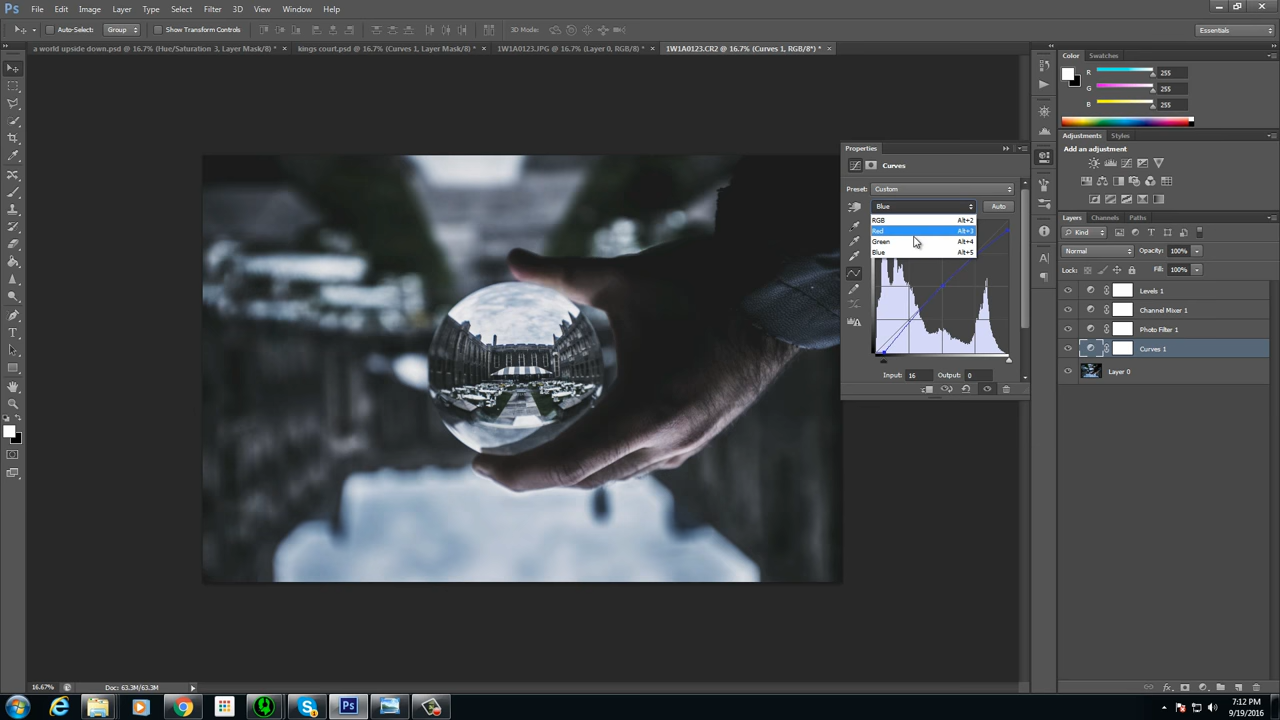 Ps File Edit Image Layer Type Select Filter 3D View Window Help
Auto-Select: Group Show Transform Controls 3D Mode: Essentials
a world upside down.psd @ 16.7% (Hue/Saturation 3, Layer Mask/8) * × kings court.psd @ 16.7% (Curves 1, Layer Mask/8) * × 1W1A0123.JPG @ 16.7% (Layer 0, RGB/8) * × 1W1A0123.CR2 @ 16.7% (Curves 1, RGB/8*) * ×
Color Swatches
R 255
G 255
B 255
Adjustments Styles
Add an adjustment
Properties
Curves
Preset: Custom
Blue Auto
RGB Alt+2
Red Alt+3
Green Alt+4
Blue Alt+5
Input: 16 Output: 0
Layers Channels Paths
Kind
Normal Opacity: 100%
Lock: Fill: 100%
Levels 1
Channel Mixer 1
Photo Filter 1
Curves 1
Layer 0
16.67% Doc: 63.3M/63.3M
Ps
7:12 PM
9/19/2016